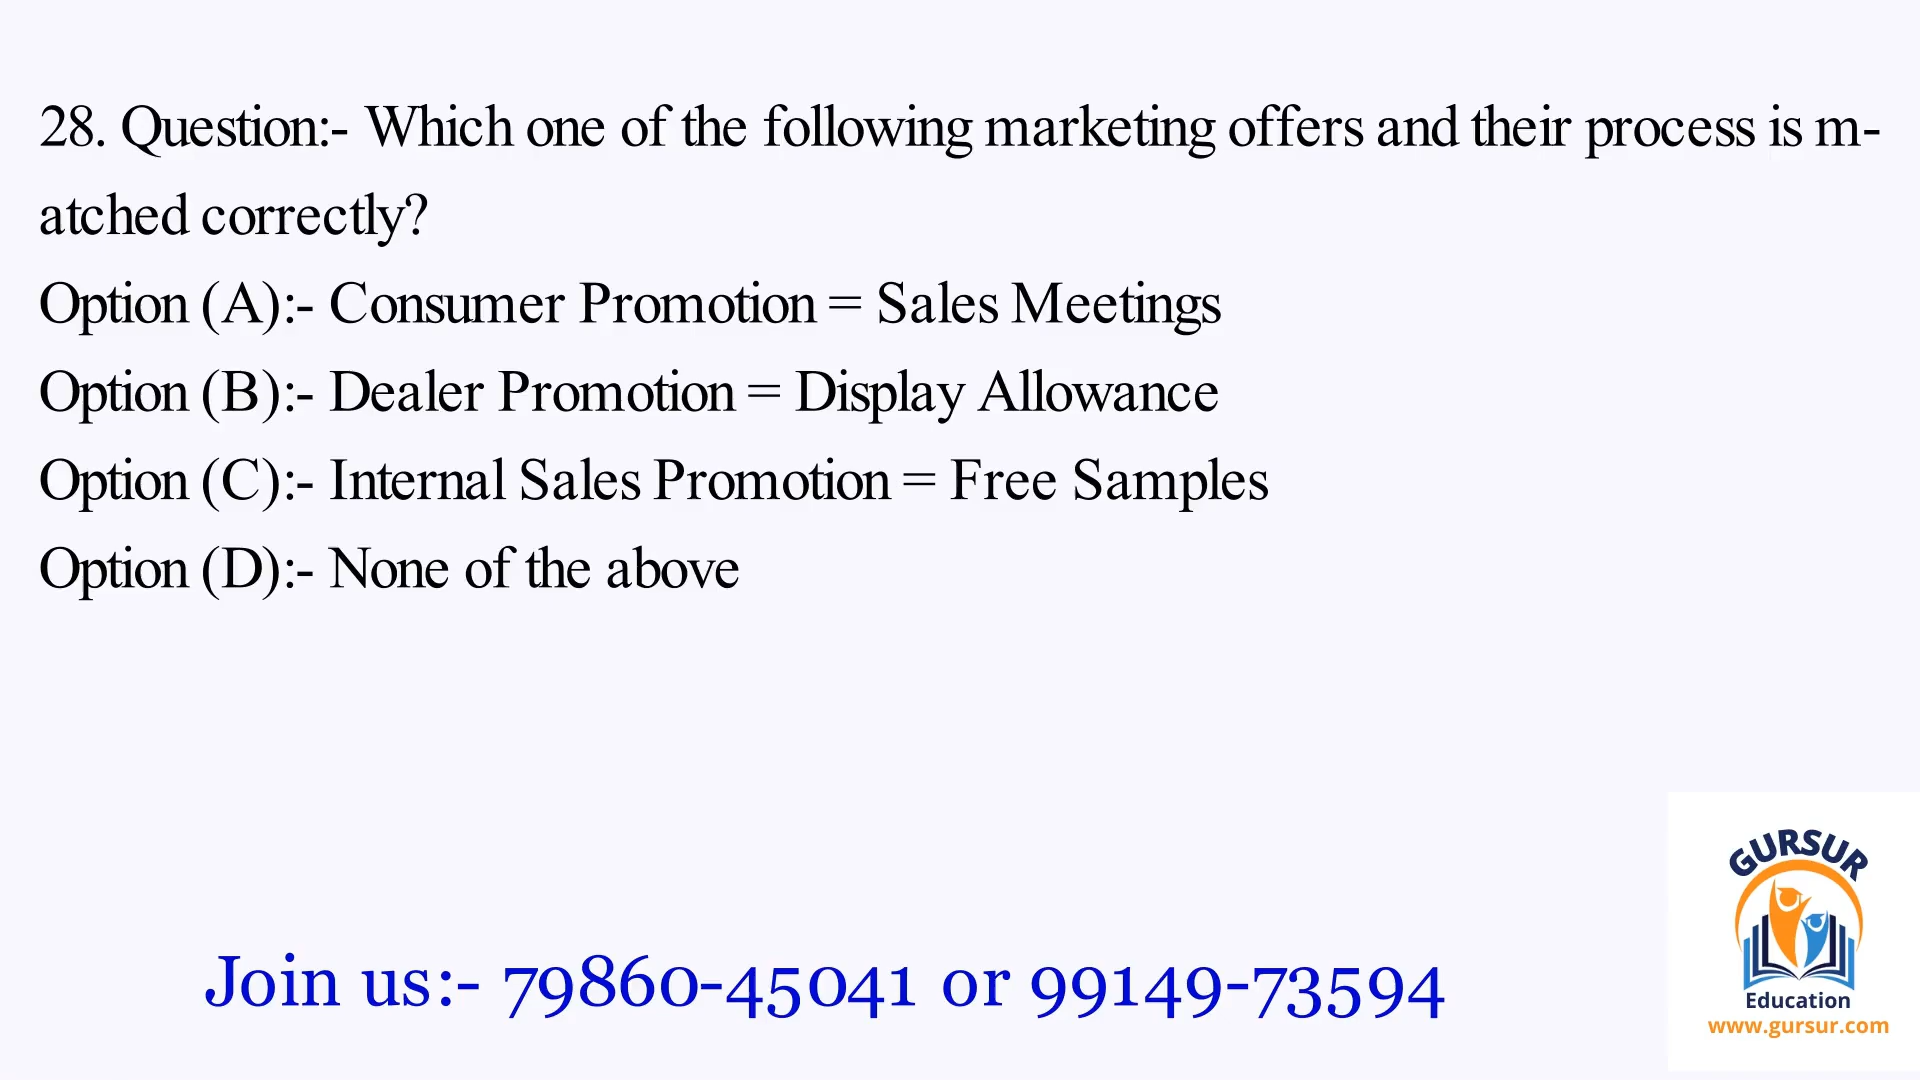 28. Question:- Which one of the following marketing offers and their process is m-
atched correctly?
Option (A):- Consumer Promotion = Sales Meetings
Option (B):- Dealer Promotion = Display Allowance
Option (C):- Internal Sales Promotion = Free Samples
Option (D):- None of the above
Join us:- 79860-45041 or 99149-73594
GURSUR
Education
www.gursur.com